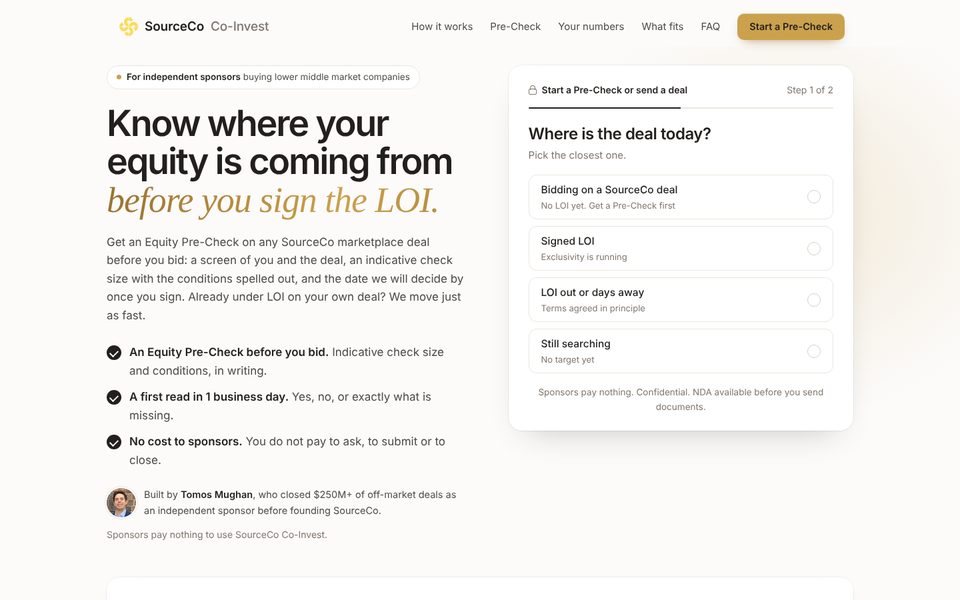 SourceCo Co-Invest
How it works
Pre-Check
Your numbers
What fits
FAQ
Start a Pre-Check
For independent sponsors buying lower middle market companies
Know where your
equity is coming from
before you sign the LOI.
Get an Equity Pre-Check on any SourceCo marketplace deal
before you bid: a screen of you and the deal, an indicative check
size with the conditions spelled out, and the date we will decide by
once you sign. Already under LOI on your own deal? We move just
as fast.
An Equity Pre-Check before you bid. Indicative check size
and conditions, in writing.
A first read in 1 business day. Yes, no, or exactly what is
missing.
No cost to sponsors. You do not pay to ask, to submit or to
close.
Built by Tomos Mughan, who closed $250M+ of off-market deals as
an independent sponsor before founding SourceCo.
Sponsors pay nothing to use SourceCo Co-Invest.
Start a Pre-Check or send a deal
Step 1 of 2
Where is the deal today?
Pick the closest one.
Bidding on a SourceCo deal
No LOI yet. Get a Pre-Check first
Signed LOI
Exclusivity is running
LOI out or days away
Terms agreed in principle
Still searching
No target yet
Sponsors pay nothing. Confidential. NDA available before you send
documents.